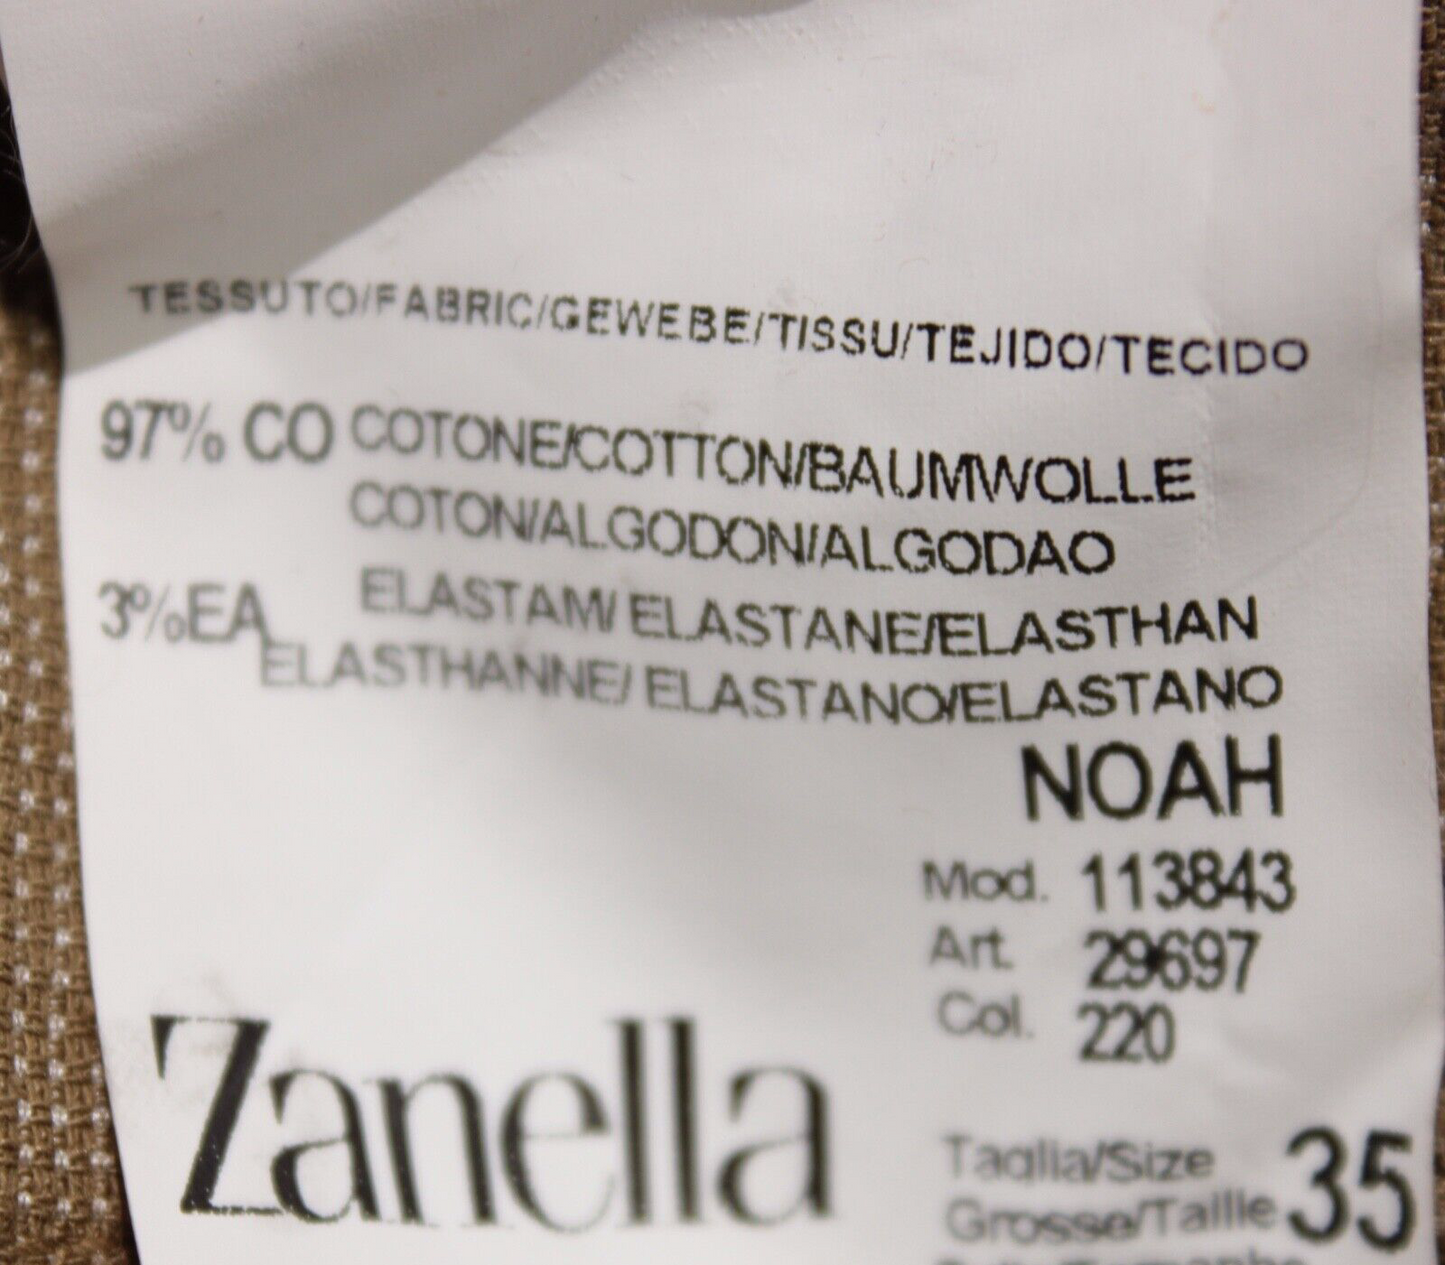 TESSUTO/FABRIC/GEWEBE/TISSU/TEJIDO/TECIDO
97% CO COTONE/COTTON/BAUMWOLLE
COTON/ALGODON/ALGODAO
3%EA ELASTAM/ ELASTANE/ELASTHAN
ELASTHANNE/ ELASTANO/ELASTANO
NOAH
Mod. 113843
Art. 29697
Col. 220
Zanella
Taglia/Size 35
Grosse/Taille